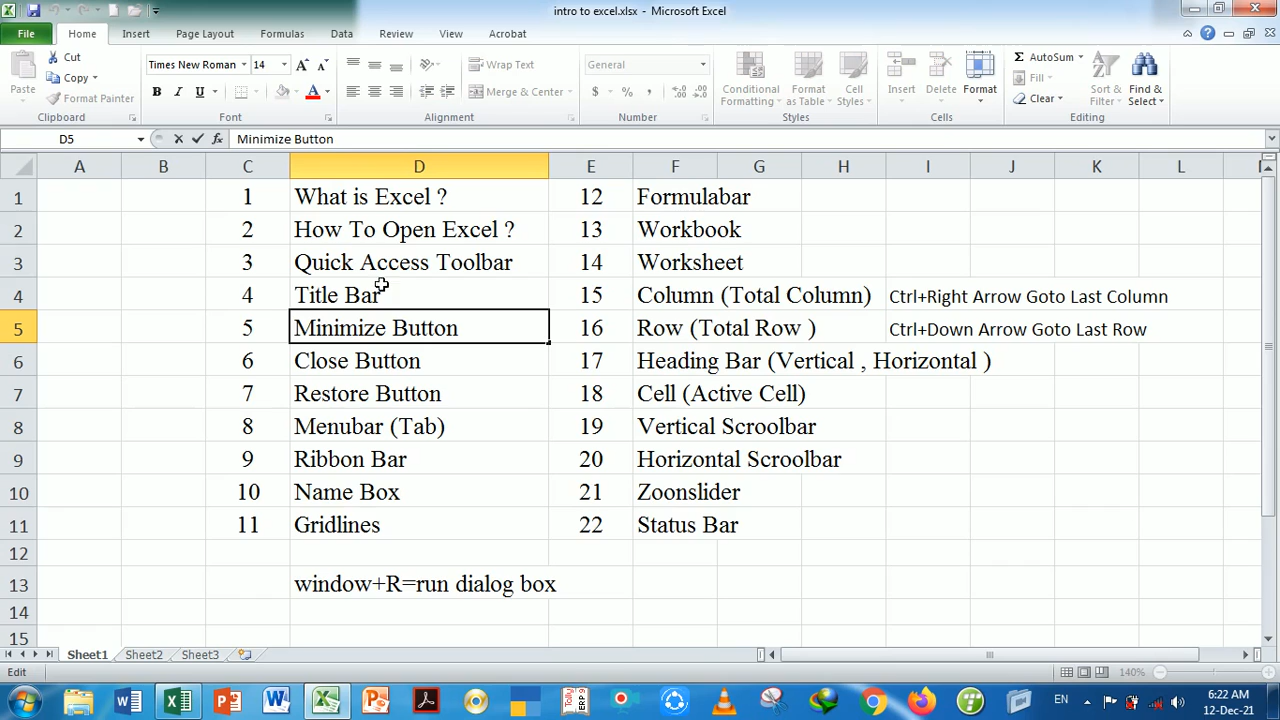 intro to excel.xlsx - Microsoft Excel
File Home Insert Page Layout Formulas Data Review View Acrobat
Paste Cut Copy Format Painter
Times New Roman 14
B I U A
Wrap Text
Merge & Center
General
$ % ,
Conditional Formatting Format as Table Cell Styles
Insert Delete Format
AutoSum Fill Clear
Sort & Filter Find & Select
Clipboard Font Alignment Number Styles Cells Editing
D5 fx Minimize Button
A B C D E F G H I J K L
1 1 What is Excel ? 12 Formulabar
2 2 How To Open Excel ? 13 Workbook
3 3 Quick Access Toolbar 14 Worksheet
4 4 Title Bar 15 Column (Total Column) Ctrl+Right Arrow Goto Last Column
5 5 Minimize Button 16 Row (Total Row ) Ctrl+Down Arrow Goto Last Row
6 6 Close Button 17 Heading Bar (Vertical , Horizontal )
7 7 Restore Button 18 Cell (Active Cell)
8 8 Menubar (Tab) 19 Vertical Scroolbar
9 9 Ribbon Bar 20 Horizontal Scroolbar
10 10 Name Box 21 Zoonslider
11 11 Gridlines 22 Status Bar
12
13 window+R=run dialog box
14
15
Sheet1 Sheet2 Sheet3
Edit 140%
EN 6:22 AM
12-Dec-21